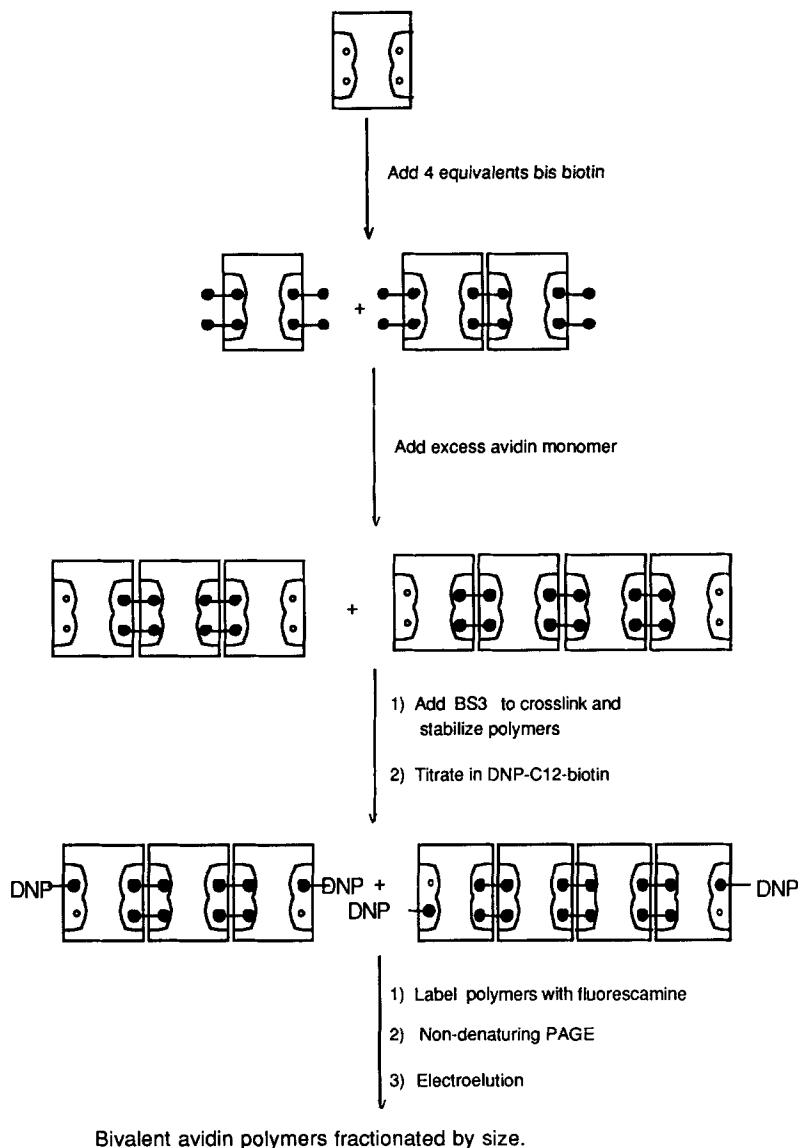 Add 4 equivalents bis biotin
+
Add excess avidin monomer
+
1) Add BS3 to crosslink and
stabilize polymers
2) Titrate in DNP-C12-biotin
DNP DNP + DNP
DNP
1) Label polymers with fluorescamine
2) Non-denaturing PAGE
3) Electroelution
Bivalent avidin polymers fractionated by size.